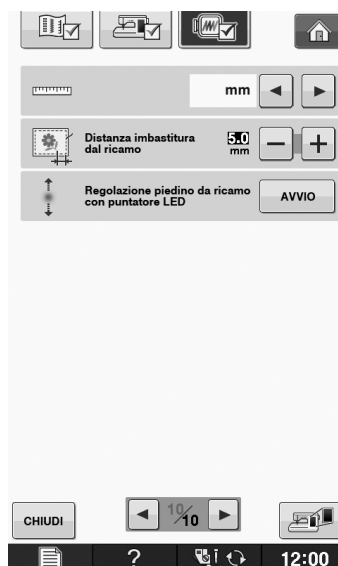 mm
Distanza imbastitura
dal ricamo
5.0
mm
Regolazione piedino da ricamo
con puntatore LED
AVVIO
CHIUDI
10/10
?
12:00